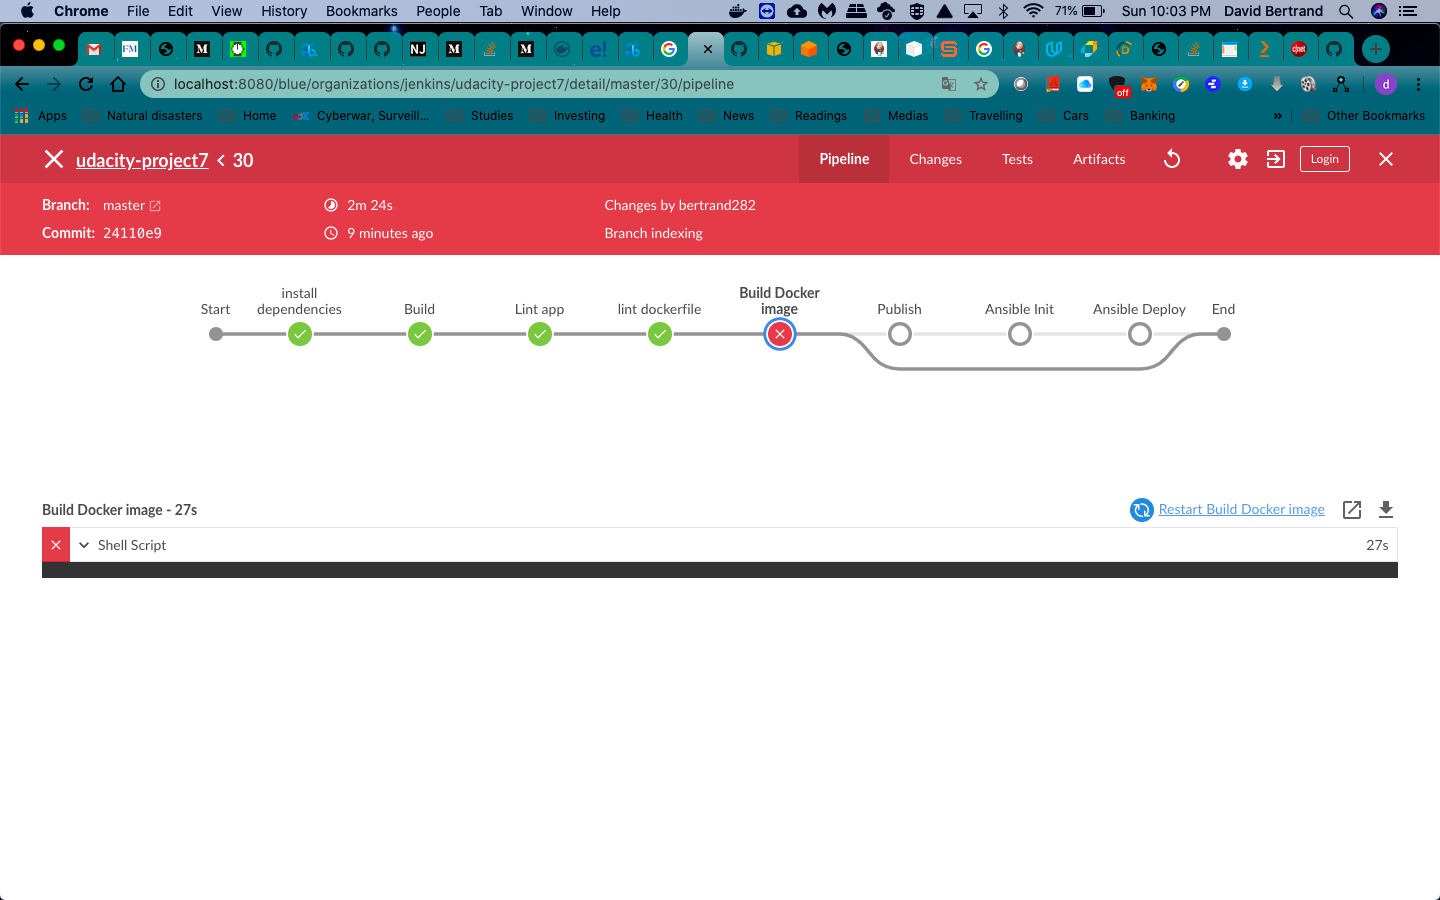 Chrome File Edit View History Bookmarks People Tab Window Help 71% Sun 10:03 PM David Bertrand
localhost:8080/blue/organizations/jenkins/udacity-project7/detail/master/30/pipeline off d
Apps Natural disasters Home Cyberwar, Surveill... Studies Investing Health News Readings Medias Travelling Cars Banking » Other Bookmarks
udacity-project7 < 30 Pipeline Changes Tests Artifacts Login
Branch: master 2m 24s Changes by bertrand282
Commit: 24110e9 9 minutes ago Branch indexing
Start
install
dependencies
Build
Lint app
lint dockerfile
Build Docker
image
Publish
Ansible Init
Ansible Deploy
End
Build Docker image - 27s Restart Build Docker image
Shell Script 27s